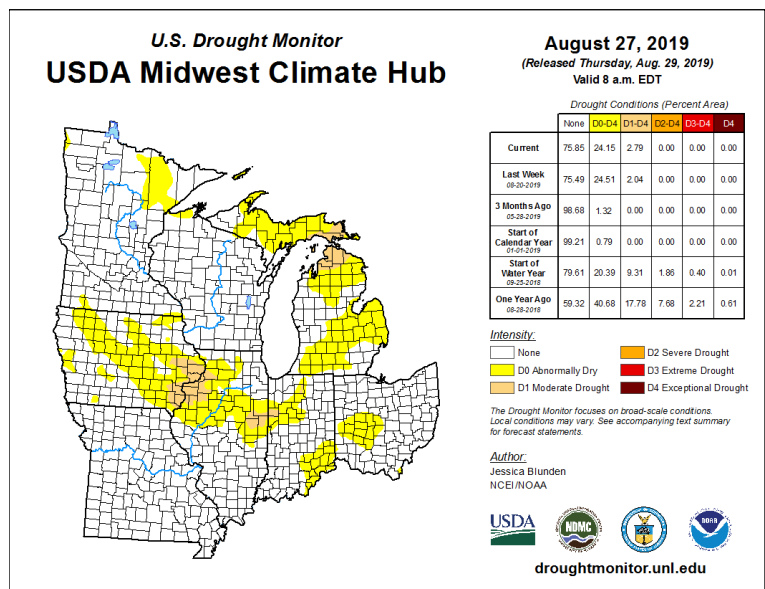 U.S. Drought Monitor
USDA Midwest Climate Hub
August 27, 2019
(Released Thursday, Aug. 29, 2019)
Valid 8 a.m. EDT
Drought Conditions (Percent Area)
None D0-D4 D1-D4 D2-D4 D3-D4 D4
Current 75.85 24.15 2.79 0.00 0.00 0.00
Last Week 75.49 24.51 2.04 0.00 0.00 0.00
08-20-2019
3 Months Ago 98.68 1.32 0.00 0.00 0.00 0.00
05-28-2019
Start of
Calendar Year 99.21 0.79 0.00 0.00 0.00 0.00
01-01-2019
Start of
Water Year 79.61 20.39 9.31 1.86 0.40 0.01
09-25-2018
One Year Ago 59.32 40.68 17.78 7.68 2.21 0.61
08-28-2018
Intensity:
None
D0 Abnormally Dry
D1 Moderate Drought
D2 Severe Drought
D3 Extreme Drought
D4 Exceptional Drought
The Drought Monitor focuses on broad-scale conditions.
Local conditions may vary. See accompanying text summary
for forecast statements.
Author:
Jessica Blunden
NCEI/NOAA
USDA
NDMC
NOAA
droughtmonitor.unl.edu